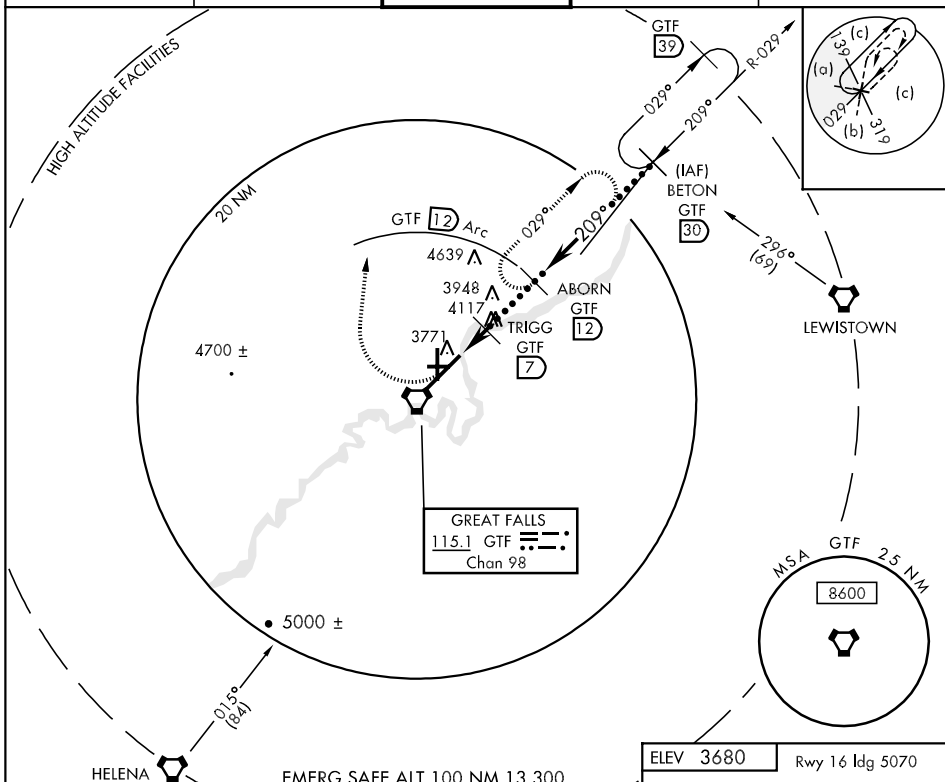 GTF
39
R-029
HIGH ALTITUDE FACILITIES
029°
209°
139
(c)
(a)
(c)
029
(b)
319
20 NM
(IAF)
BETON
GTF
30
029°
209°
GTF 12 Arc
296°
(69)
4639
3948
4117
ABORN
GTF
12
TRIGG
GTF
7
LEWISTOWN
3771
4700 ±
GREAT FALLS
115.1 GTF
Chan 98
MSA GTF 25 NM
8600
5000 ±
015°
(84)
HELENA
EMERG SAFE ALT 100 NM 13,300
ELEV 3680
Rwy 16 ldg 5070